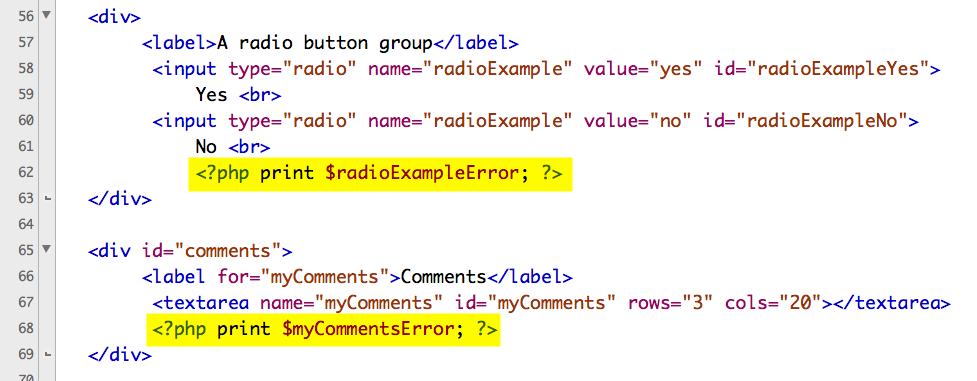 56 <div>
57 <label>A radio button group</label>
58 <input type="radio" name="radioExample" value="yes" id="radioExampleYes">
59 Yes <br>
60 <input type="radio" name="radioExample" value="no" id="radioExampleNo">
61 No <br>
62 <?php print $radioExampleError; ?>
63 </div>
64
65 <div id="comments">
66 <label for="myComments">Comments</label>
67 <textarea name="myComments" id="myComments" rows="3" cols="20"></textarea>
68 <?php print $myCommentsError; ?>
69 </div>
70